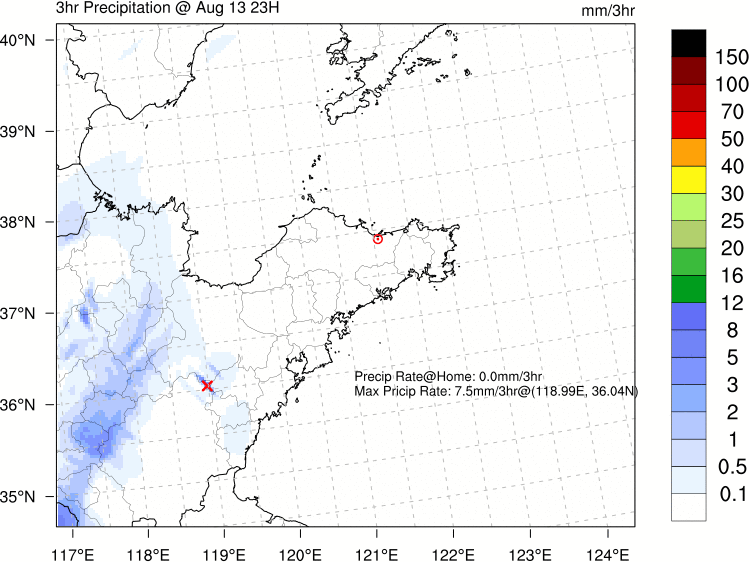 3hr Precipitation @ Aug 13 23H
mm/3hr
40°N
39°N
38°N
37°N
36°N
35°N
117°E 118°E 119°E 120°E 121°E 122°E 123°E 124°E
Precip Rate@Home: 0.0mm/3hr
Max Pricip Rate: 7.5mm/3hr@(118.99E, 36.04N)
150
100
70
50
40
30
25
20
16
12
8
5
3
2
1
0.5
0.1